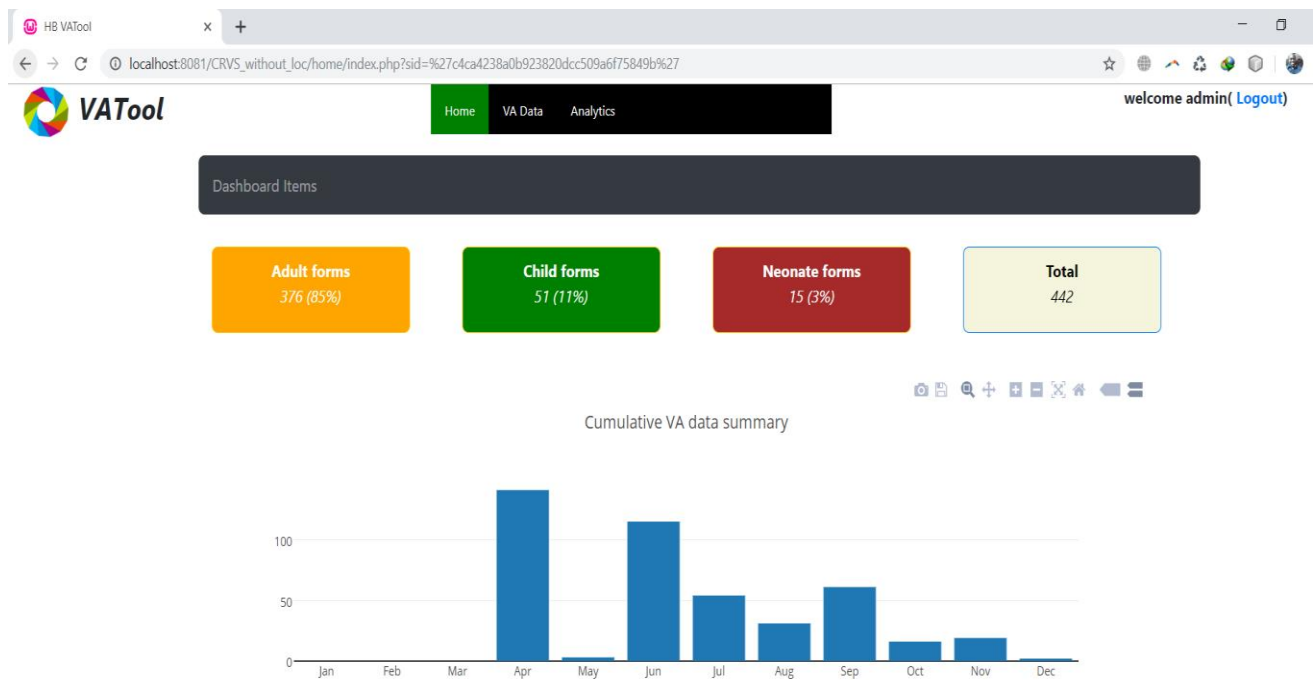 HB VATool
localhost:8081/CRVS_without_loc/home/index.php?sid=%27c4ca4238a0b923820dcc509a6f75849b%27
VATool
Home VA Data Analytics
welcome admin( Logout)
Dashboard Items
Adult forms
376 (85%)
Child forms
51 (11%)
Neonate forms
15 (3%)
Total
442
Cumulative VA data summary
100
50
0
Jan Feb Mar Apr May Jun Jul Aug Sep Oct Nov Dec